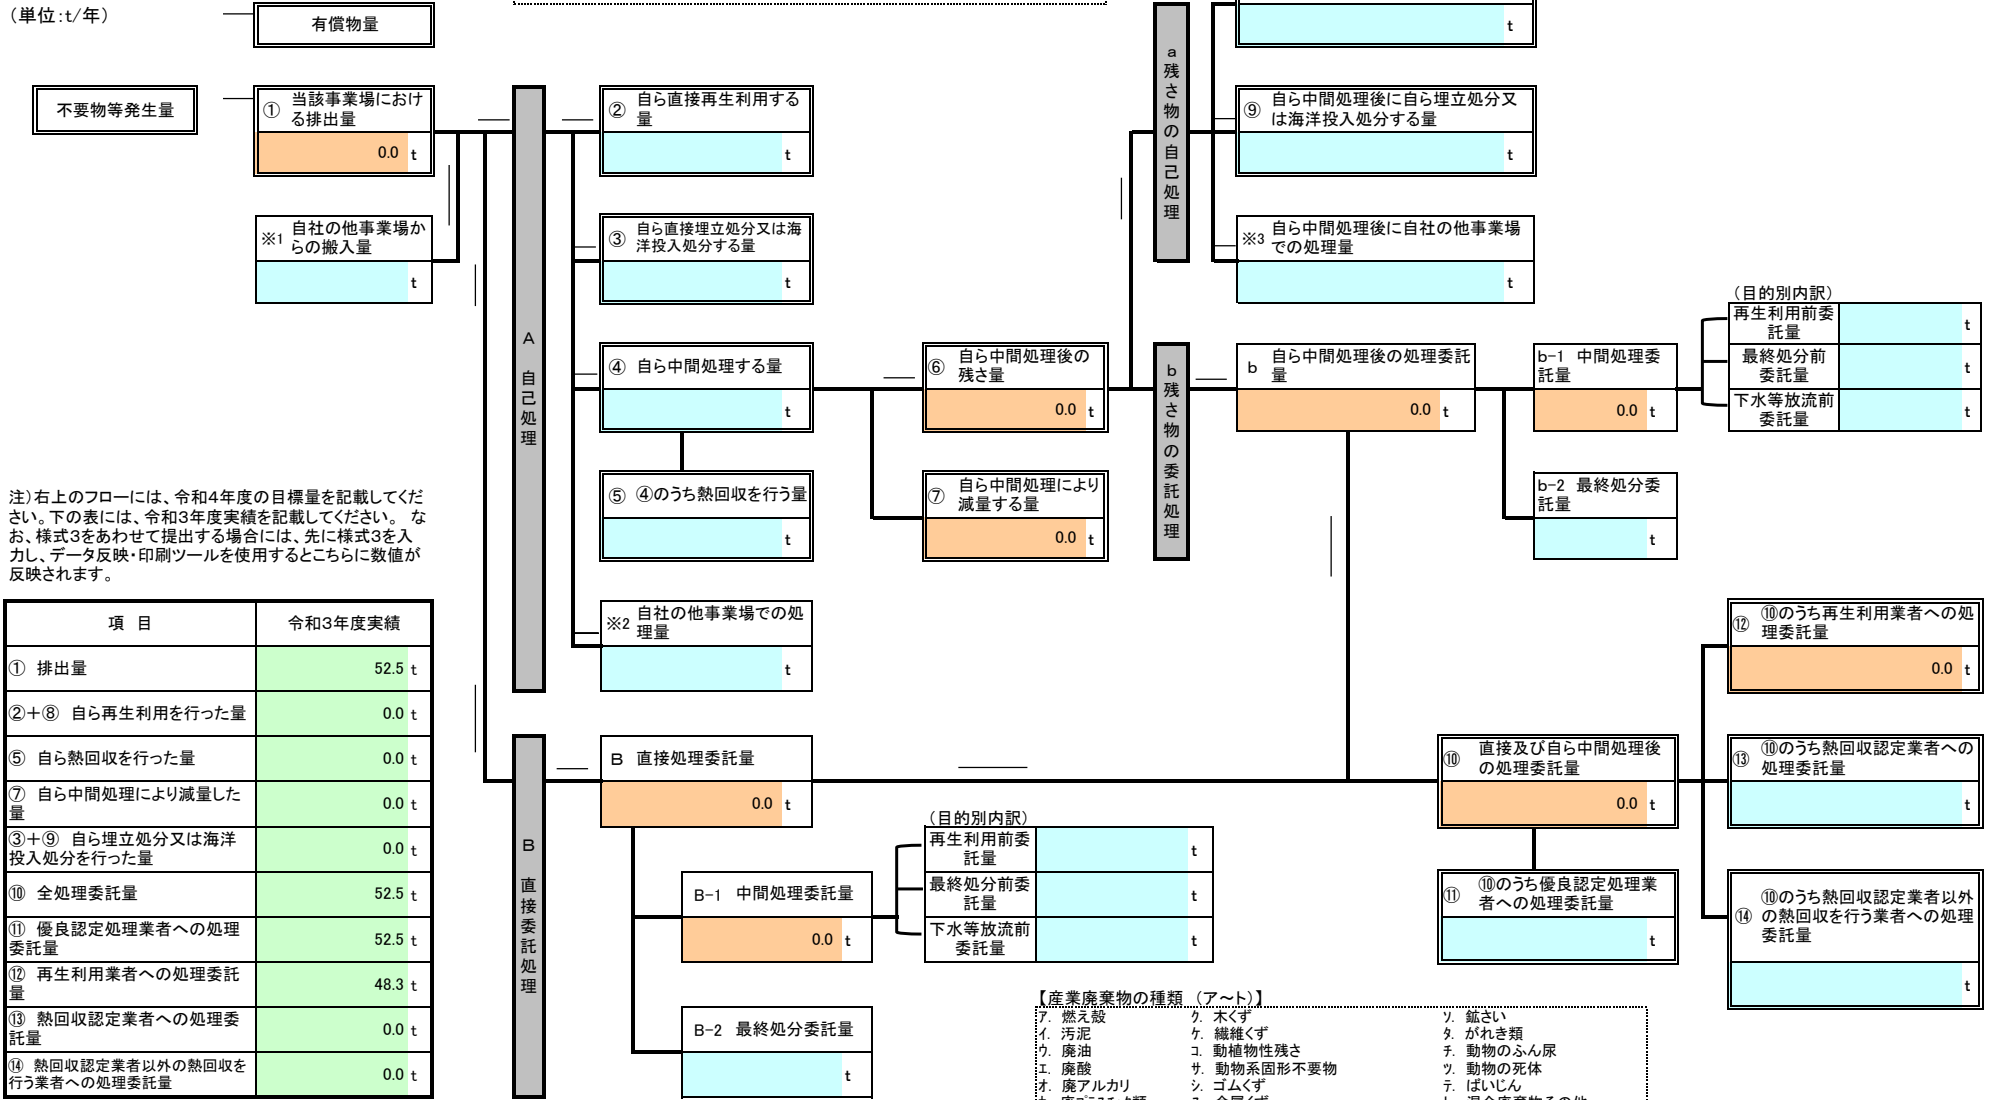 （単位:t/年）
有償物量
不要物等発生量
① 当該事業場におけ
る排出量
0.0 t
※1 自社の他事業場か
らの搬入量
t
A 自己処理
② 自ら直接再生利用する
量
t
③ 自ら直接埋立処分又は海
洋投入処分する量
t
④ 自ら中間処理する量
t
⑤ ④のうち熱回収を行う量
t
※2 自社の他事業場での処
理量
t
⑥ 自ら中間処理後の
残さ量
0.0 t
⑦ 自ら中間処理により
減量する量
0.0 t
a 残さ物の自己処理
t
⑨ 自ら中間処理後に自ら埋立処分又
は海洋投入処分する量
t
※3 自ら中間処理後に自社の他事業場
での処理量
t
b 残さ物の委託処理
b 自ら中間処理後の処理委託
量
0.0 t
b-1 中間処理委
託量
0.0 t
b-2 最終処分委
託量
t
（目的別内訳）
再生利用前委
託量
t
最終処分前
委託量
t
下水等放流前
委託量
t
注）右上のフローには、令和4年度の目標量を記載してくだ
さい。下の表には、令和3年度実績を記載してください。 な
お、様式3をあわせて提出する場合には、先に様式3を入
力し、データ反映・印刷ツールを使用するとこちらに数値が
反映されます。
項 目 令和3年度実績
① 排出量 52.5 t
②＋⑧ 自ら再生利用を行った量 0.0 t
⑤ 自ら熱回収を行った量 0.0 t
⑦ 自ら中間処理により減量した
量 0.0 t
③＋⑨ 自ら埋立処分又は海洋
投入処分を行った量 0.0 t
⑩ 全処理委託量 52.5 t
⑪ 優良認定処理業者への処理
委託量 52.5 t
⑫ 再生利用業者への処理委託
量 48.3 t
⑬ 熱回収認定業者への処理委
託量 0.0 t
⑭ 熱回収認定業者以外の熱回収を
行う業者への処理委託量 0.0 t
B 直接委託処理
B 直接処理委託量
0.0 t
B-1 中間処理委託量
0.0 t
B-2 最終処分委託量
t
（目的別内訳）
再生利用前委
託量
t
最終処分前委
託量
t
下水等放流前
委託量
t
⑩ 直接及び自ら中間処理後
の処理委託量
0.0 t
⑪ ⑩のうち優良認定処理業
者への処理委託量
t
⑫ ⑩のうち再生利用業者への処
理委託量
0.0 t
⑬ ⑩のうち熱回収認定業者への
処理委託量
t
⑭ ⑩のうち熱回収認定業者以外
の熱回収を行う業者への処理
委託量
t
【産業廃棄物の種類 （ア～ト）】
ア. 燃え殻 ク. 木くず ソ. 鉱さい
イ. 汚泥 ケ. 繊維くず タ. がれき類
ウ. 廃油 コ. 動植物性残さ チ. 動物のふん尿
エ. 廃酸 サ. 動物系固形不要物 ツ. 動物の死体
オ. 廃アルカリ シ. ゴムくず テ. ばいじん